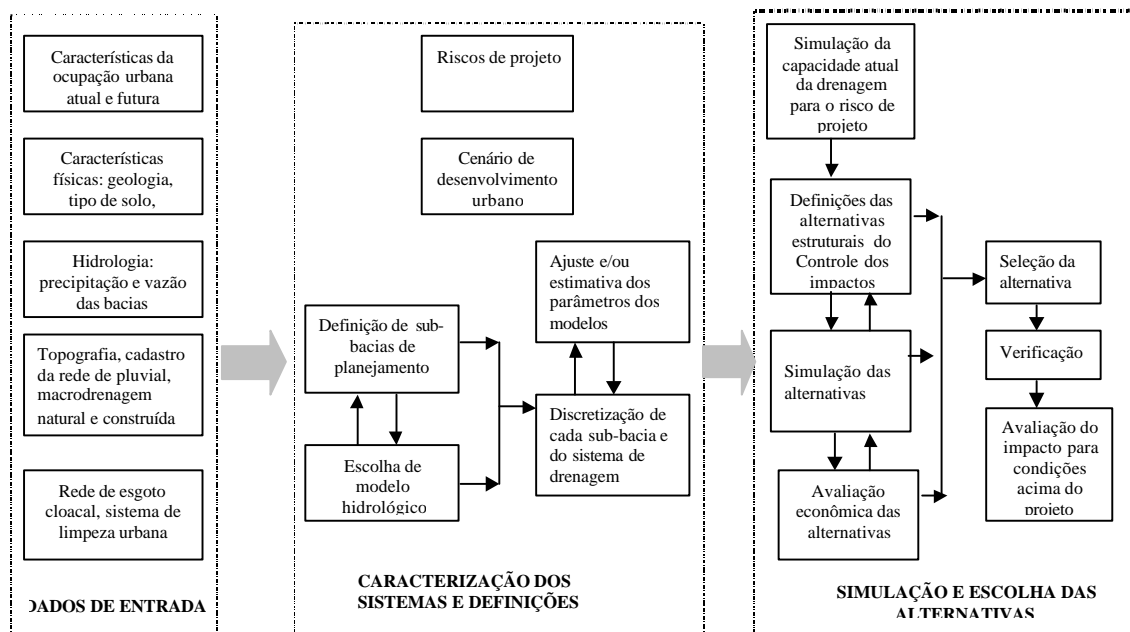 Características da
ocupação urbana
atual e futura
Características
físicas: geologia,
tipo de solo,
Hidrologia:
precipitação e vazão
das bacias
Topografia, cadastro
da rede de pluvial,
macrodrenagem
natural e construída
Rede de esgoto
cloacal, sistema de
limpeza urbana
DADOS DE ENTRADA
Riscos de projeto
Cenário de
desenvolvimento
urbano
Definição de sub-
bacias de
planejamento
Escolha de
modelo
hidrológico
Ajuste e/ou
estimativa dos
parâmetros dos
modelos
Discretização de
cada sub-bacia e
do sistema de
drenagem
CARACTERIZAÇÃO DOS
SISTEMAS E DEFINIÇÕES
Simulação da
capacidade atual
da drenagem
para o risco de
projeto
Definições das
alternativas
estruturais do
Controle dos
impactos
Simulação das
alternativas
Avaliação
econômica das
alternativas
Seleção da
alternativa
Verificação
Avaliação do
impacto para
condições
acima do
projeto
SIMULAÇÃO E ESCOLHA DAS
ALTERNATIVAS